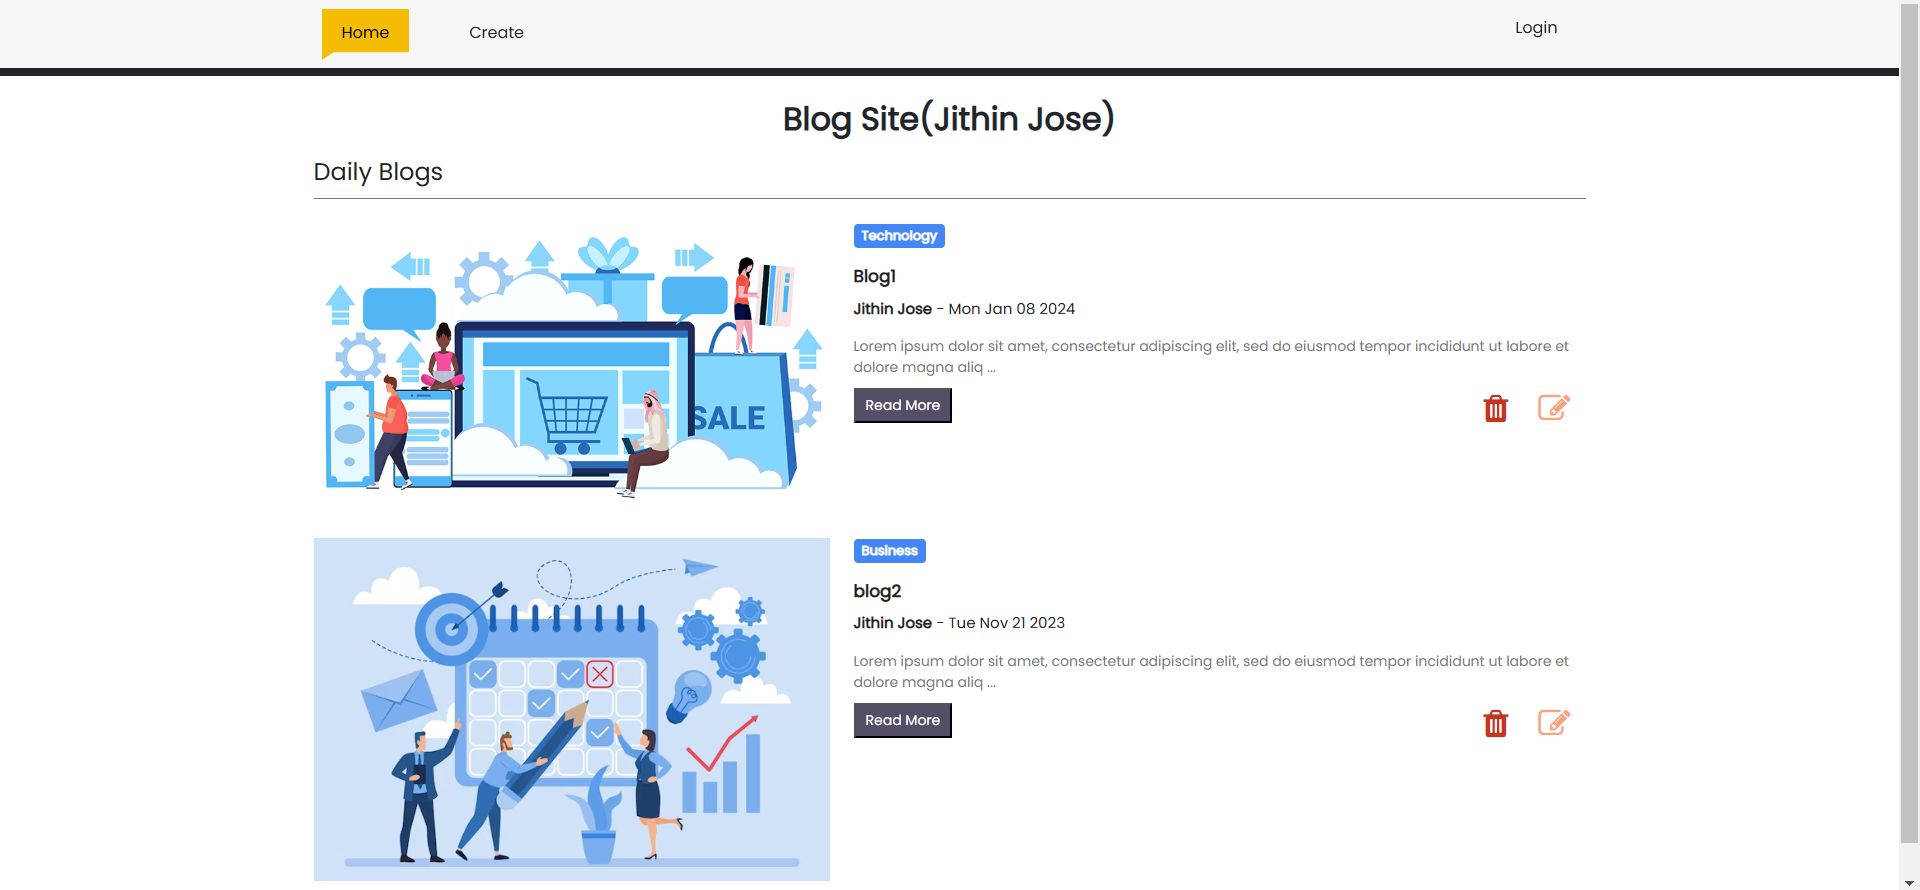 Home Create Login
Blog Site(Jithin Jose)
Daily Blogs
SALE
Technology
Blog1
Jithin Jose - Mon Jan 08 2024
Lorem ipsum dolor sit amet, consectetur adipiscing elit, sed do eiusmod tempor incididunt ut labore et
dolore magna aliq ...
Read More
Business
blog2
Jithin Jose - Tue Nov 21 2023
Lorem ipsum dolor sit amet, consectetur adipiscing elit, sed do eiusmod tempor incididunt ut labore et
dolore magna aliq ...
Read More